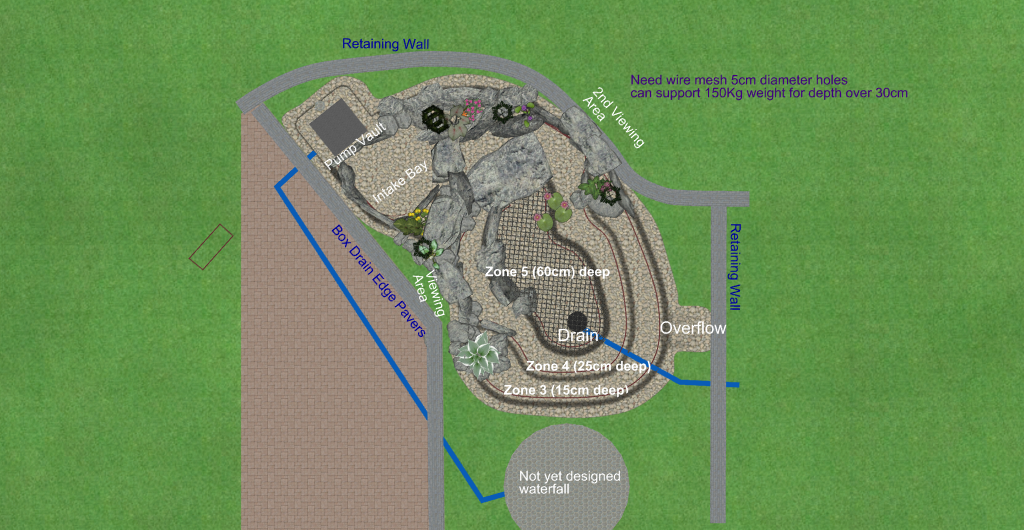 Retaining Wall
Need wire mesh 5cm diameter holes
can support 150Kg weight for depth over 30cm
2nd Viewing
Area
Pump Vault
Intake Bay
Box Drain Edge Pavers
Viewing
Area
Retaining Wall
Zone 5 (60cm) deep
Drain
Overflow
Zone 4 (25cm deep)
Zone 3 (15cm deep)
Not yet designed
waterfall